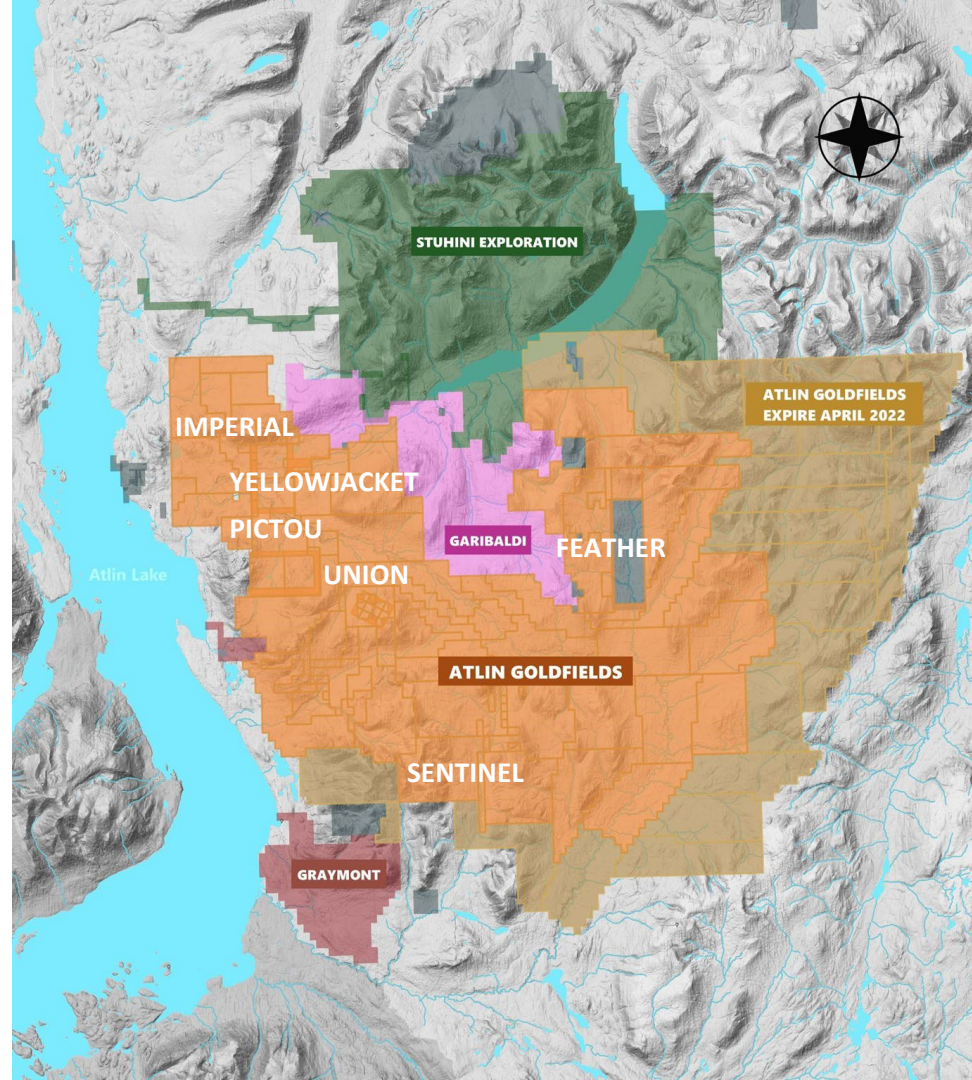 STUHINI EXPLORATION
ATLIN GOLDFIELDS
EXPIRE APRIL 2022
IMPERIAL
YELLOWJACKET
PICTOU
GARIBALDI
FEATHER
Atlin Lake
UNION
ATLIN GOLDFIELDS
SENTINEL
GRAYMONT